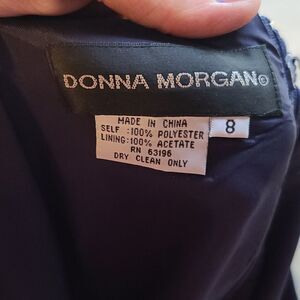 DONNA MORGAN©
MADE IN CHINA
SELF :100% POLYESTER
LINING:100% ACETATE
RN 63196
DRY CLEAN ONLY
8